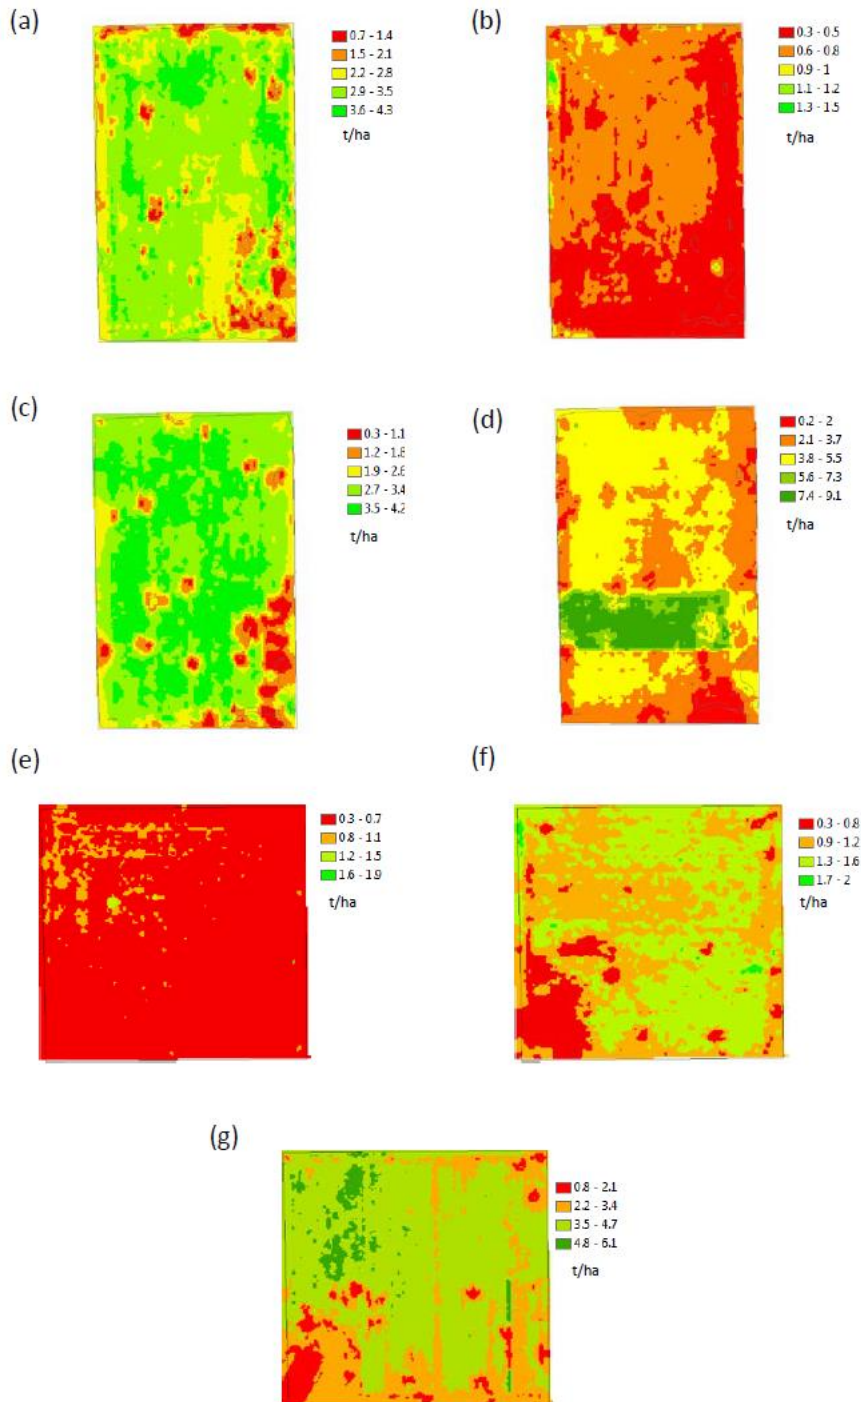 (a)
0.7 - 1.4
1.5 - 2.1
2.2 - 2.8
2.9 - 3.5
3.6 - 4.3
t/ha
(b)
0.3 - 0.5
0.6 - 0.8
0.9 - 1
1.1 - 1.2
1.3 - 1.5
t/ha
(c)
0.3 - 1.1
1.2 - 1.8
1.9 - 2.6
2.7 - 3.4
3.5 - 4.2
t/ha
(d)
0.2 - 2
2.1 - 3.7
3.8 - 5.5
5.6 - 7.3
7.4 - 9.1
t/ha
(e)
0.3 - 0.7
0.8 - 1.1
1.2 - 1.5
1.6 - 1.9
t/ha
(f)
0.3 - 0.8
0.9 - 1.2
1.3 - 1.6
1.7 - 2
t/ha
(g)
0.8 - 2.1
2.2 - 3.4
3.5 - 4.7
4.8 - 6.1
t/ha